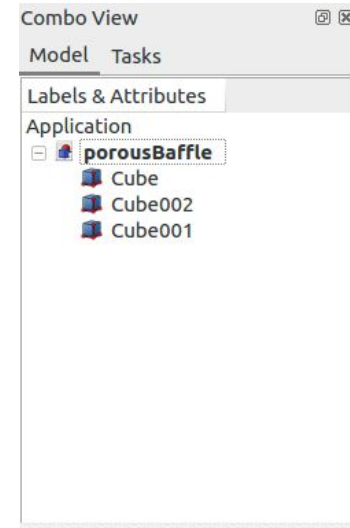 Combo View
Model Tasks
Labels & Attributes
Application
porousBaffle
Cube
Cube002
Cube001